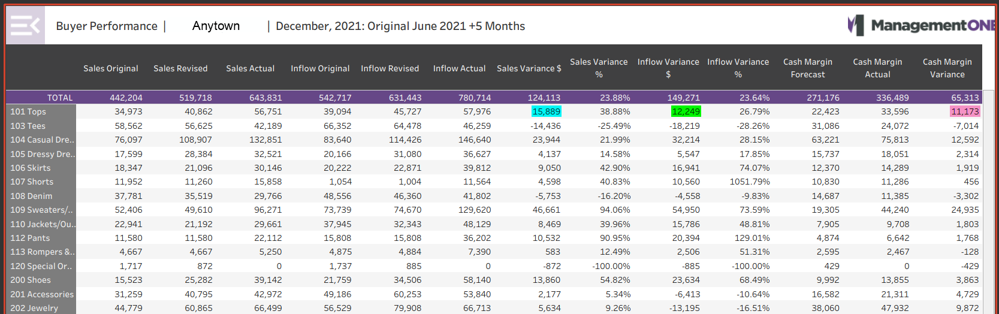 Buyer Performance | Anytown | December, 2021: Original June 2021 +5 Months
ManagementONE
Sales Original Sales Revised Sales Actual Inflow Original Inflow Revised Inflow Actual Sales Variance $ Sales Variance % Inflow Variance $ Inflow Variance % Cash Margin Forecast Cash Margin Actual Cash Margin Variance
TOTAL 442,204 519,718 643,831 542,717 631,443 780,714 124,113 23.88% 149,271 23.64% 271,176 336,489 65,313
101 Tops 34,973 40,862 56,751 39,094 45,727 57,976 15,889 38.88% 12,249 26.79% 22,423 33,596 11,173
103 Tees 58,562 56,625 42,189 66,352 64,478 46,259 -14,436 -25.49% -18,219 -28.26% 31,086 24,072 -7,014
104 Casual Dre.. 76,097 108,907 132,851 83,640 114,426 146,640 23,944 21.99% 32,214 28.15% 63,221 75,813 12,592
105 Dressy Dre.. 17,599 28,384 32,521 20,166 31,080 36,627 4,137 14.58% 5,547 17.85% 15,737 18,051 2,314
106 Skirts 18,347 21,096 30,146 20,222 22,871 39,812 9,050 42.90% 16,941 74.07% 12,370 14,289 1,919
107 Shorts 11,952 11,260 15,858 1,054 1,004 11,564 4,598 40.83% 10,560 1051.79% 10,830 11,286 456
108 Denim 37,781 35,519 29,766 48,556 46,360 41,802 -5,753 -16.20% -4,558 -9.83% 14,687 11,385 -3,302
109 Sweaters/.. 52,406 49,610 96,271 73,739 74,670 129,620 46,661 94.06% 54,950 73.59% 19,305 44,240 24,935
110 Jackets/Ou.. 22,941 21,192 29,661 37,945 32,343 48,129 8,469 39.96% 15,786 48.81% 7,905 9,708 1,803
112 Pants 11,580 11,580 22,112 15,808 15,808 36,202 10,532 90.95% 20,394 129.01% 4,874 6,642 1,768
113 Rompers &.. 4,667 4,667 5,250 4,875 4,884 7,390 583 12.49% 2,506 51.31% 2,595 2,467 -128
120 Special Or.. 1,717 872 0 1,737 885 0 -872 -100.00% -885 -100.00% 429 0 -429
200 Shoes 15,523 25,282 39,142 21,759 34,506 58,140 13,860 54.82% 23,634 68.49% 9,992 13,855 3,863
201 Accessories 31,259 40,795 42,972 49,186 60,253 53,840 2,177 5.34% -6,413 -10.64% 16,582 21,311 4,729
202 Jewelry 44,779 60,865 66,499 56,529 79,908 66,713 5,634 9.26% -13,195 -16.51% 38,060 47,932 9,872